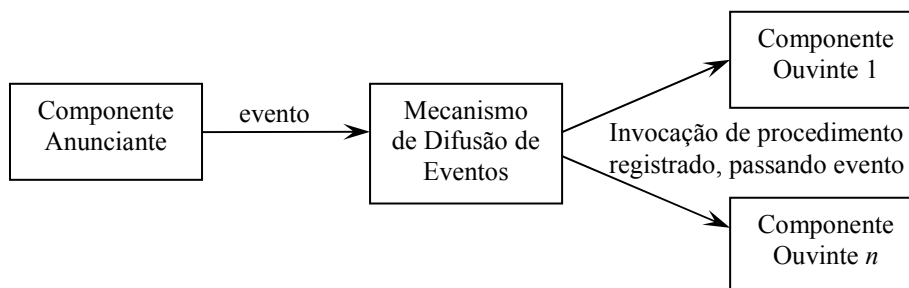 Componente
Anunciante
evento
Mecanismo
de Difusão de
Eventos
Componente
Ouvinte 1
Invocação de procedimento
registrado, passando evento
Componente
Ouvinte n